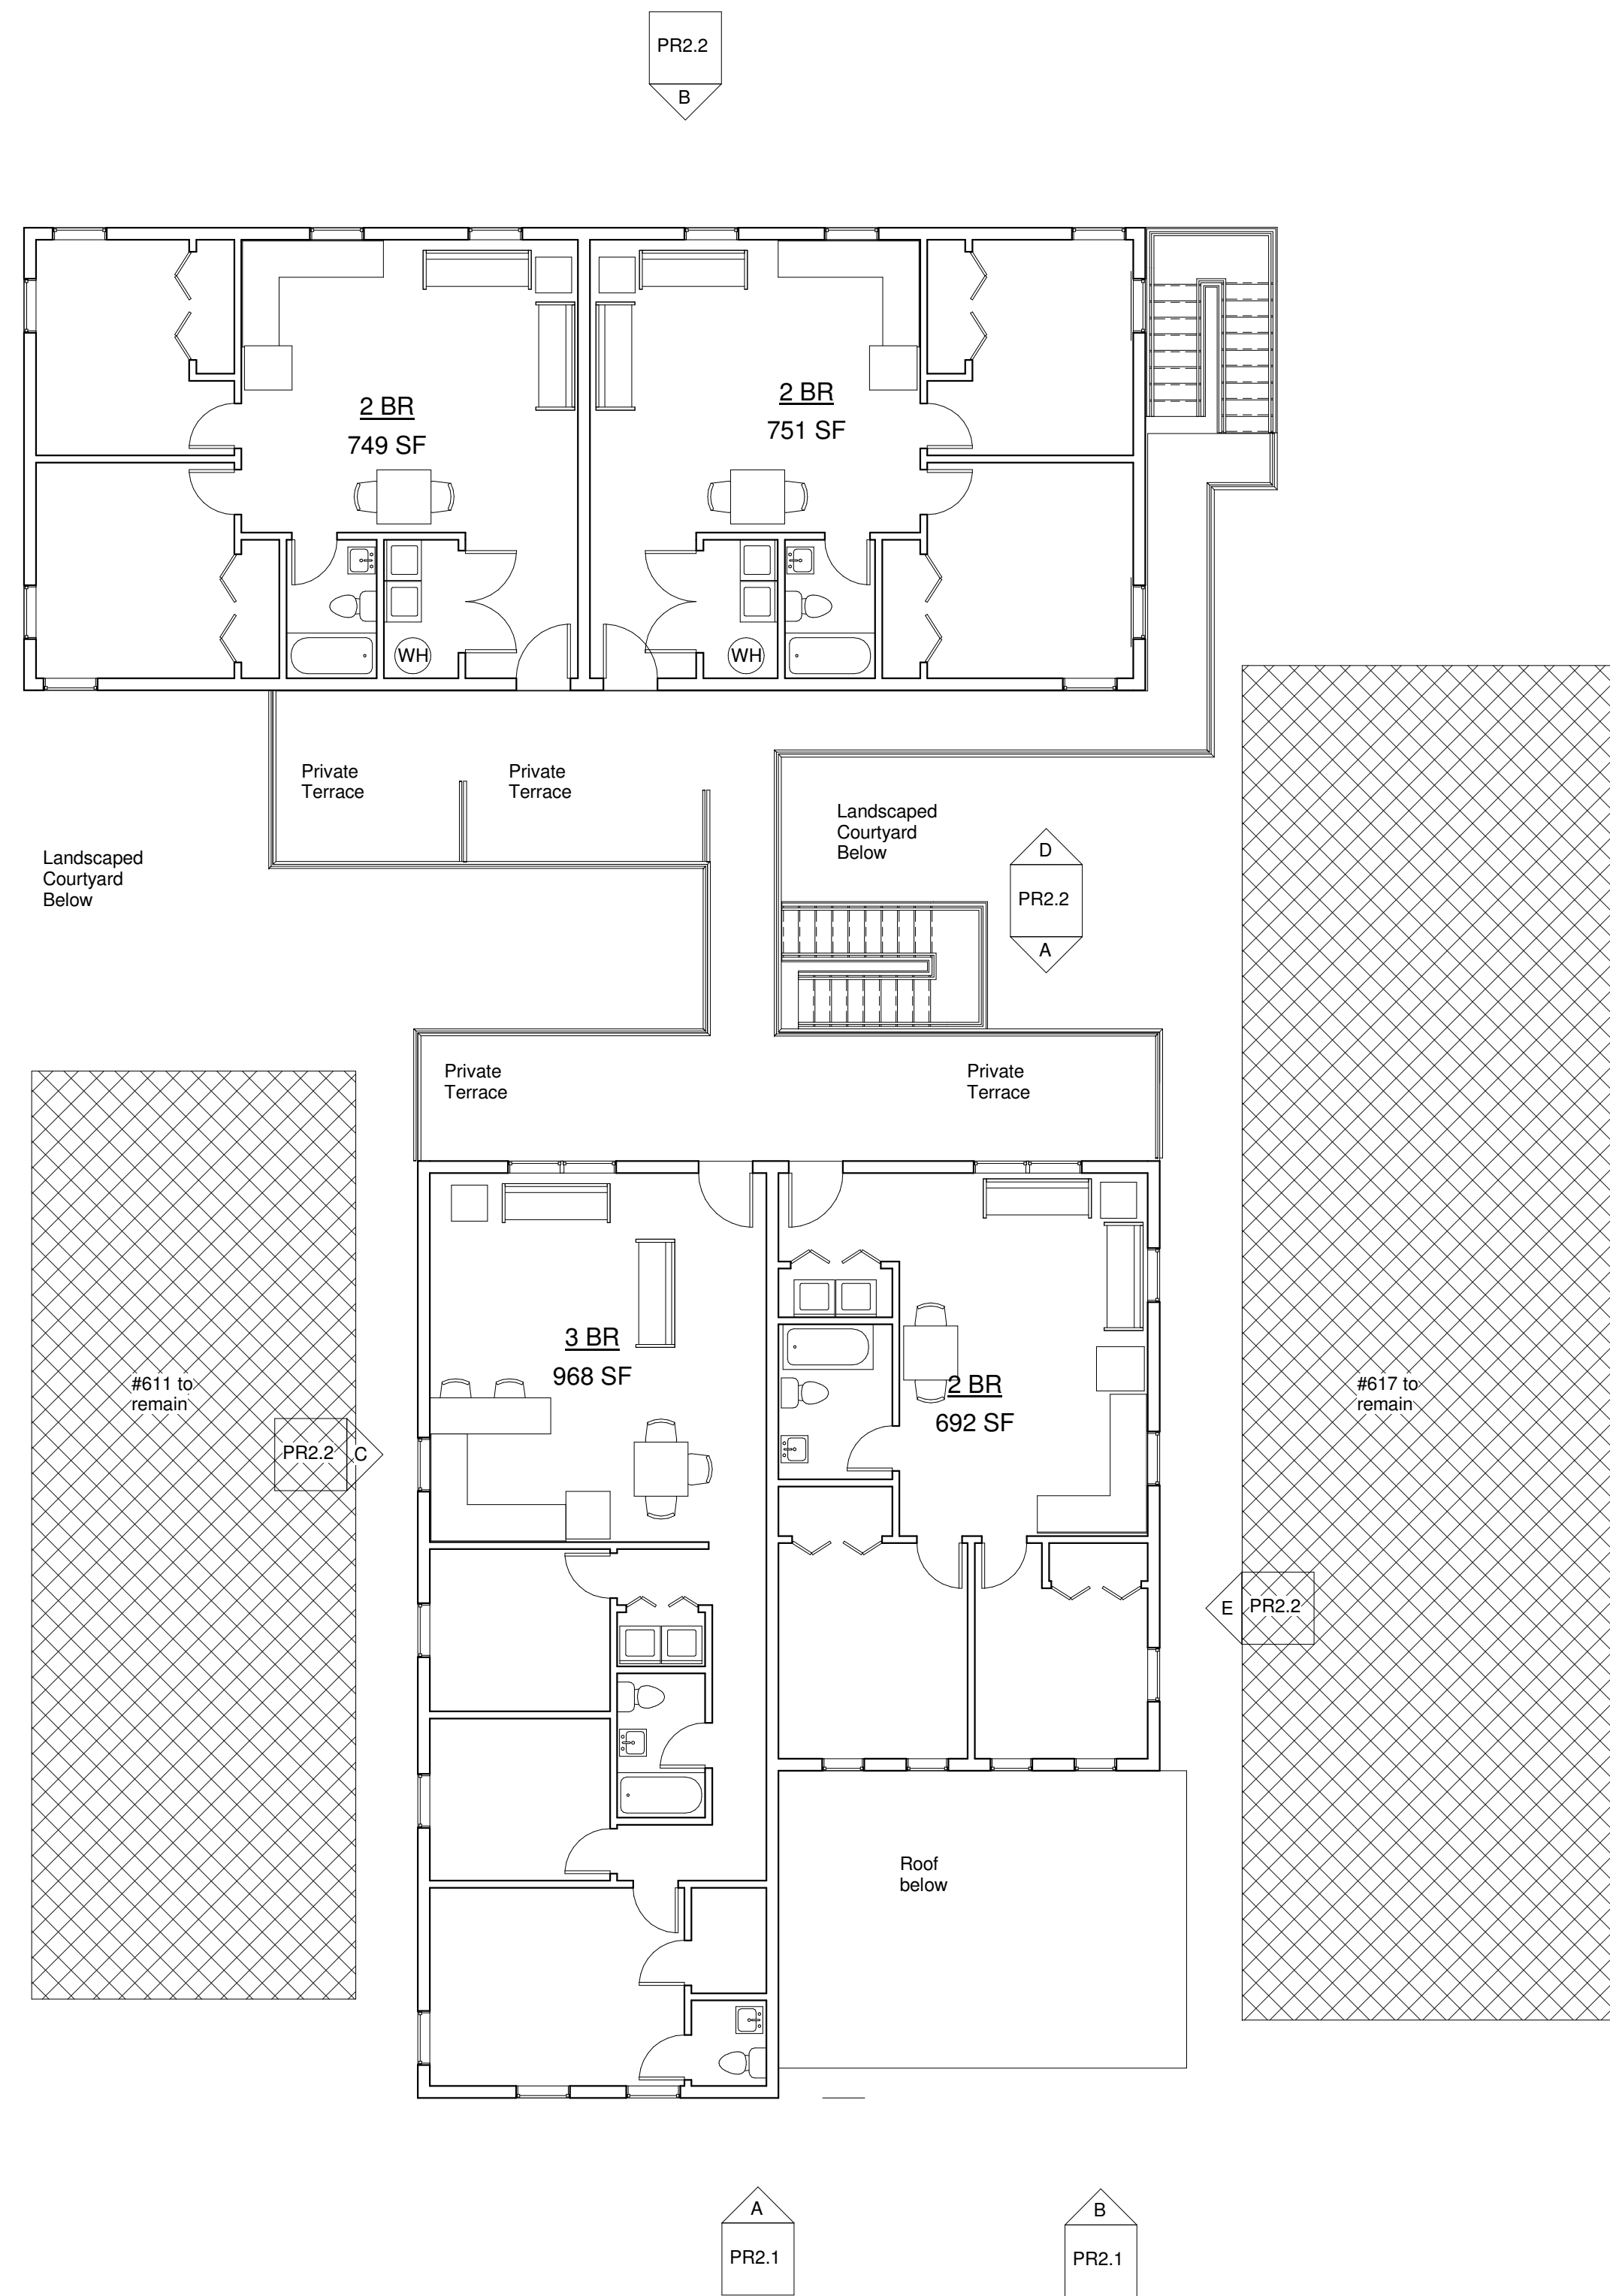 PR2.2
B
2 BR
749 SF
2 BR
751 SF
WH
WH
Private
Terrace
Private
Terrace
Landscaped
Courtyard
Below
Landscaped
Courtyard
Below
D
PR2.2
A
Private
Terrace
Private
Terrace
3 BR
968 SF
2 BR
692 SF
#611 to
remain
#617 to
remain
PR2.2
C
E
PR2.2
Roof
below
A
PR2.1
B
PR2.1